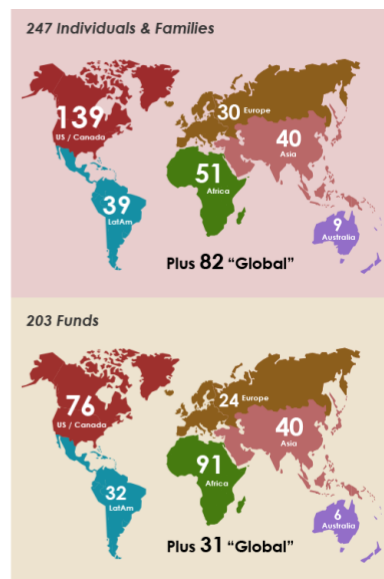 247 Individuals & Families
139
US / Canada
30 Europe
40
Asia
51
Africa
39
LatAm
9
Australia
Plus 82 “Global”
203 Funds
76
US / Canada
24 Europe
40
Asia
91
Africa
32
LatAm
6
Australia
Plus 31 “Global”